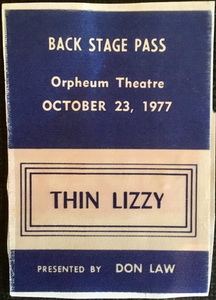 BACK STAGE PASS
Orpheum Theatre
OCTOBER 23, 1977
THIN LIZZY
PRESENTED BY DON LAW